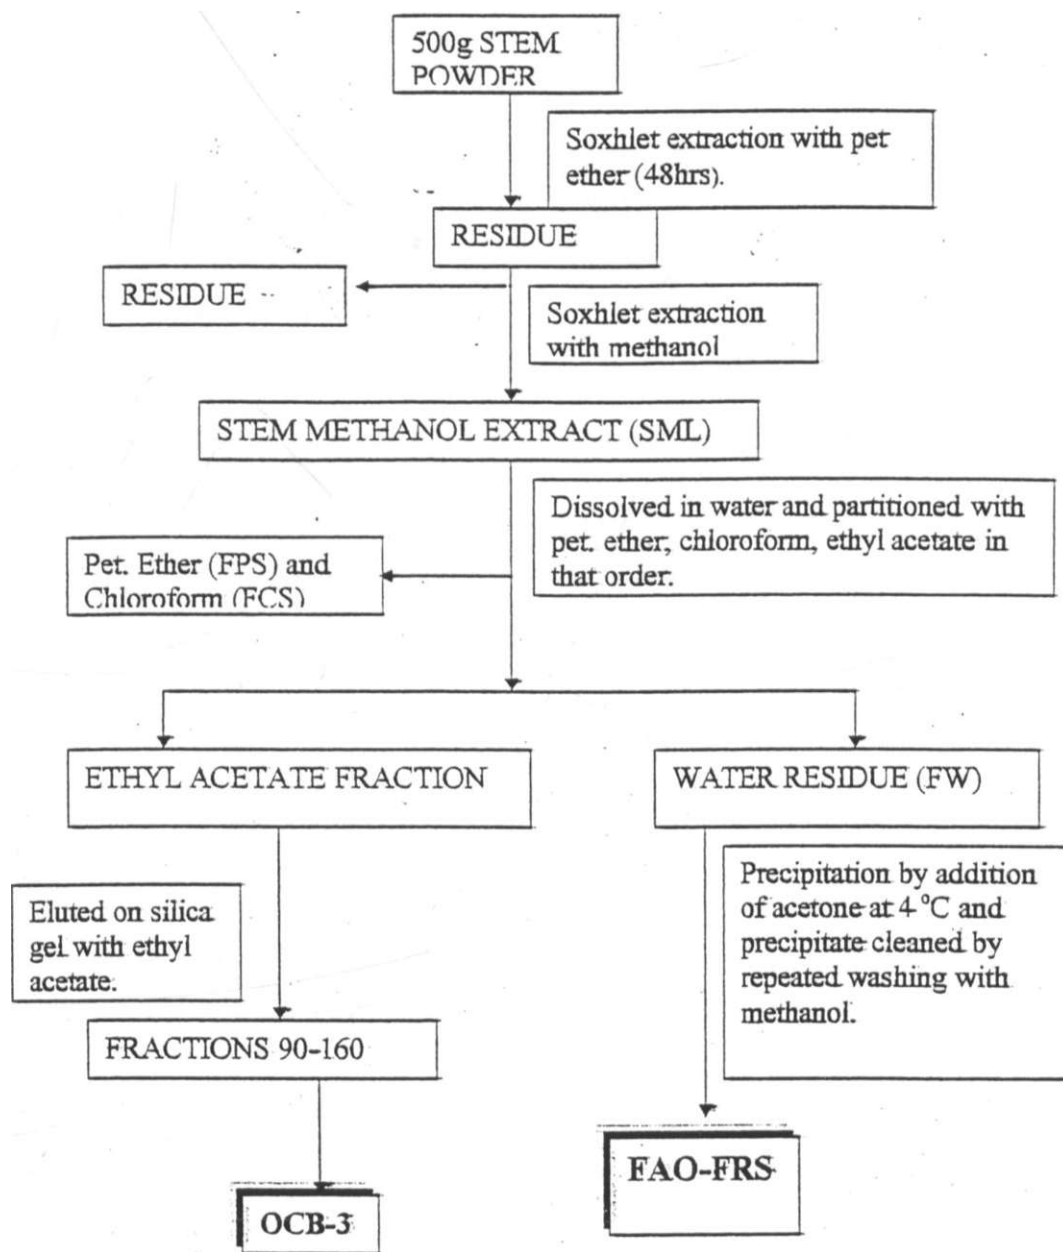 500g STEM
POWDER
Soxhlet extraction with pet
ether (48hrs).
RESIDUE
RESIDUE
Soxhlet extraction
with methanol
STEM METHANOL EXTRACT (SML)
Dissolved in water and partitioned with
pet. ether, chloroform, ethyl acetate in
that order.
Pet. Ether (FPS) and
Chloroform (FCS)
ETHYL ACETATE FRACTION
WATER RESIDUE (FW)
Eluted on silica
gel with ethyl
acetate.
Precipitation by addition
of acetone at 4 °C and
precipitate cleaned by
repeated washing with
methanol.
FRACTIONS 90-160
FAO-FRS
OCB-3